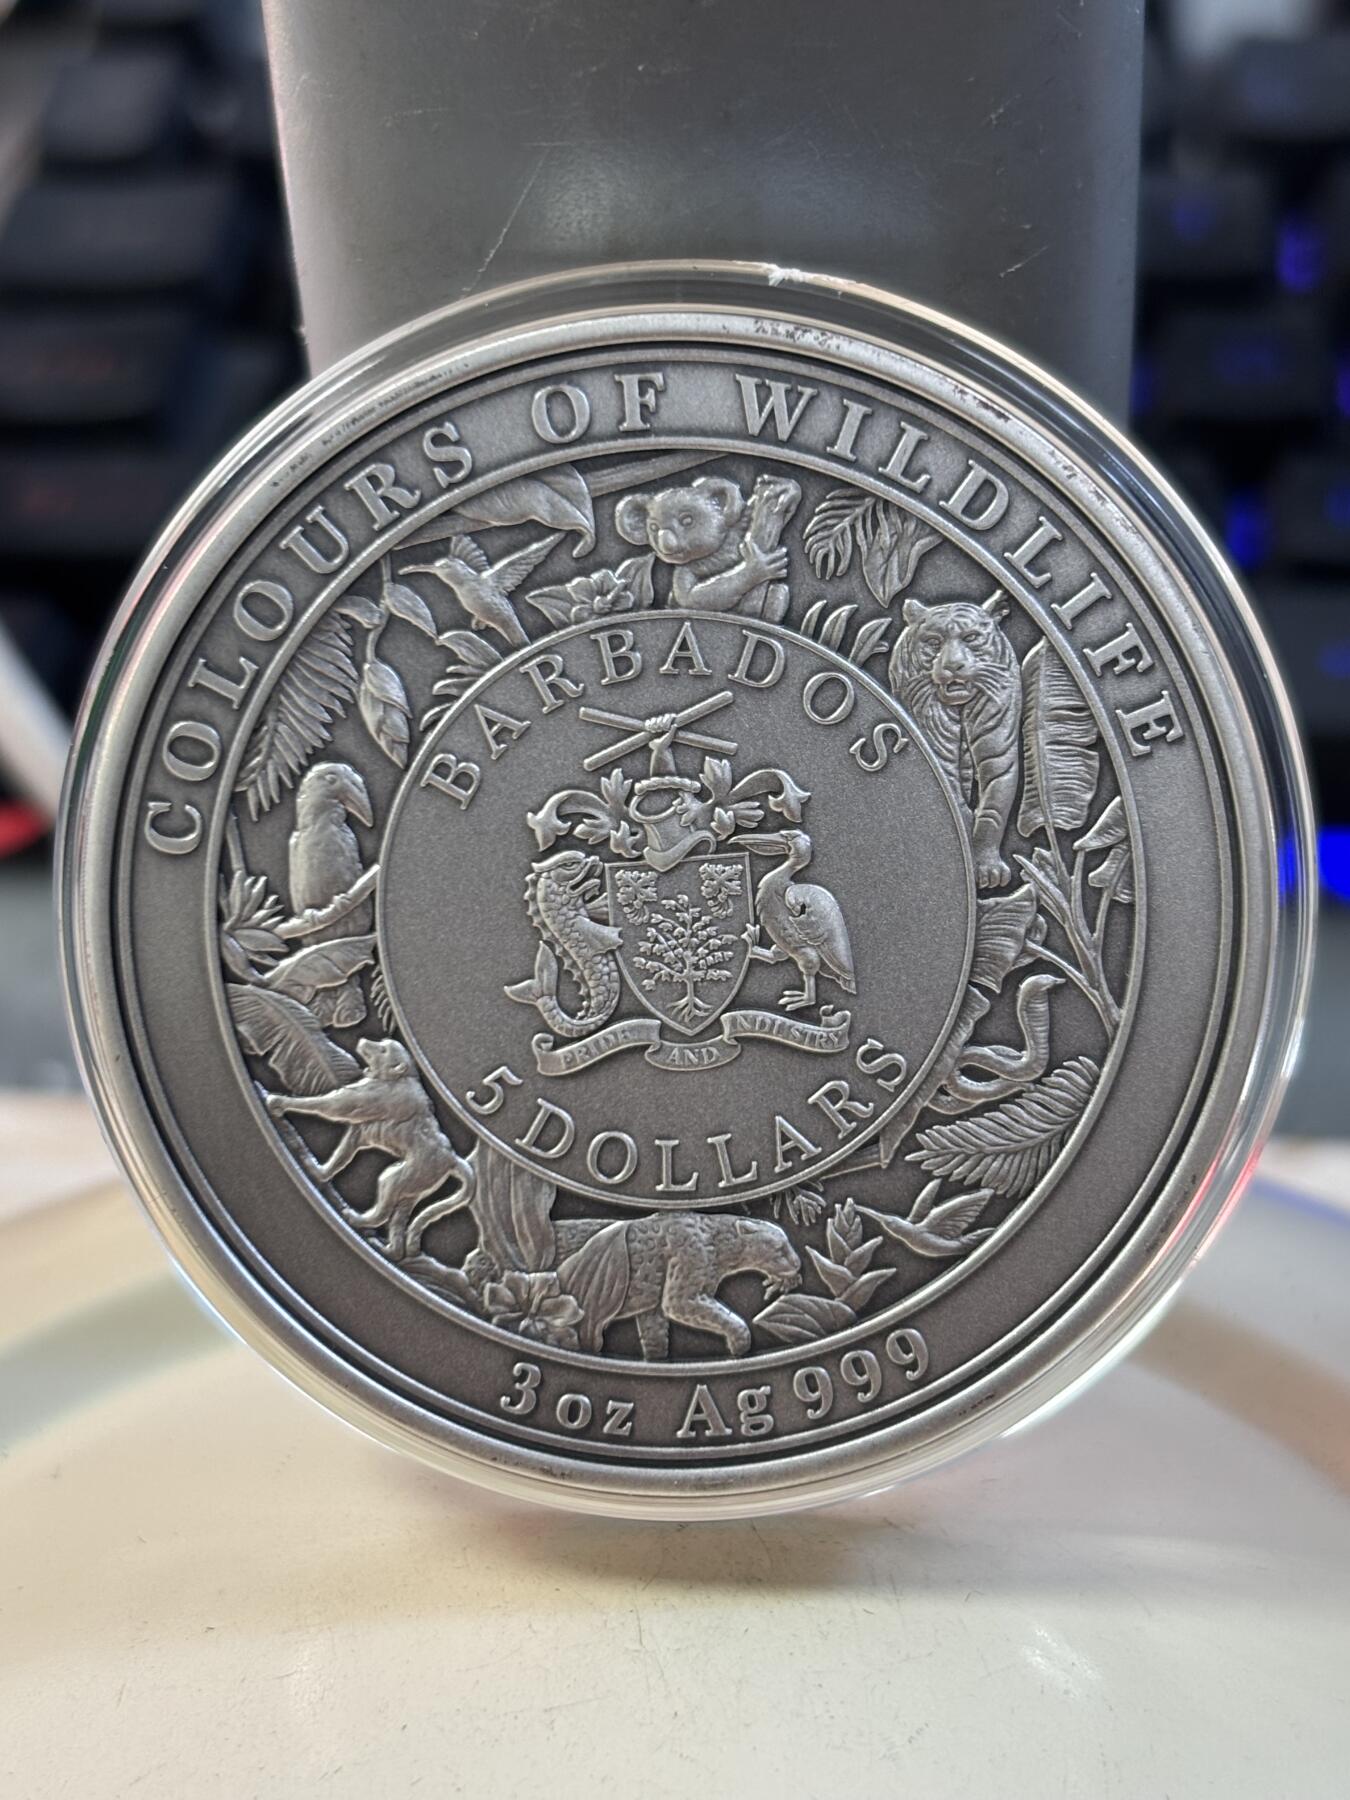 COLOURS OF WILDLIFE
BARBADOS
PRIDE AND INDUSTRY
5 DOLLARS
3 oz Ag 999